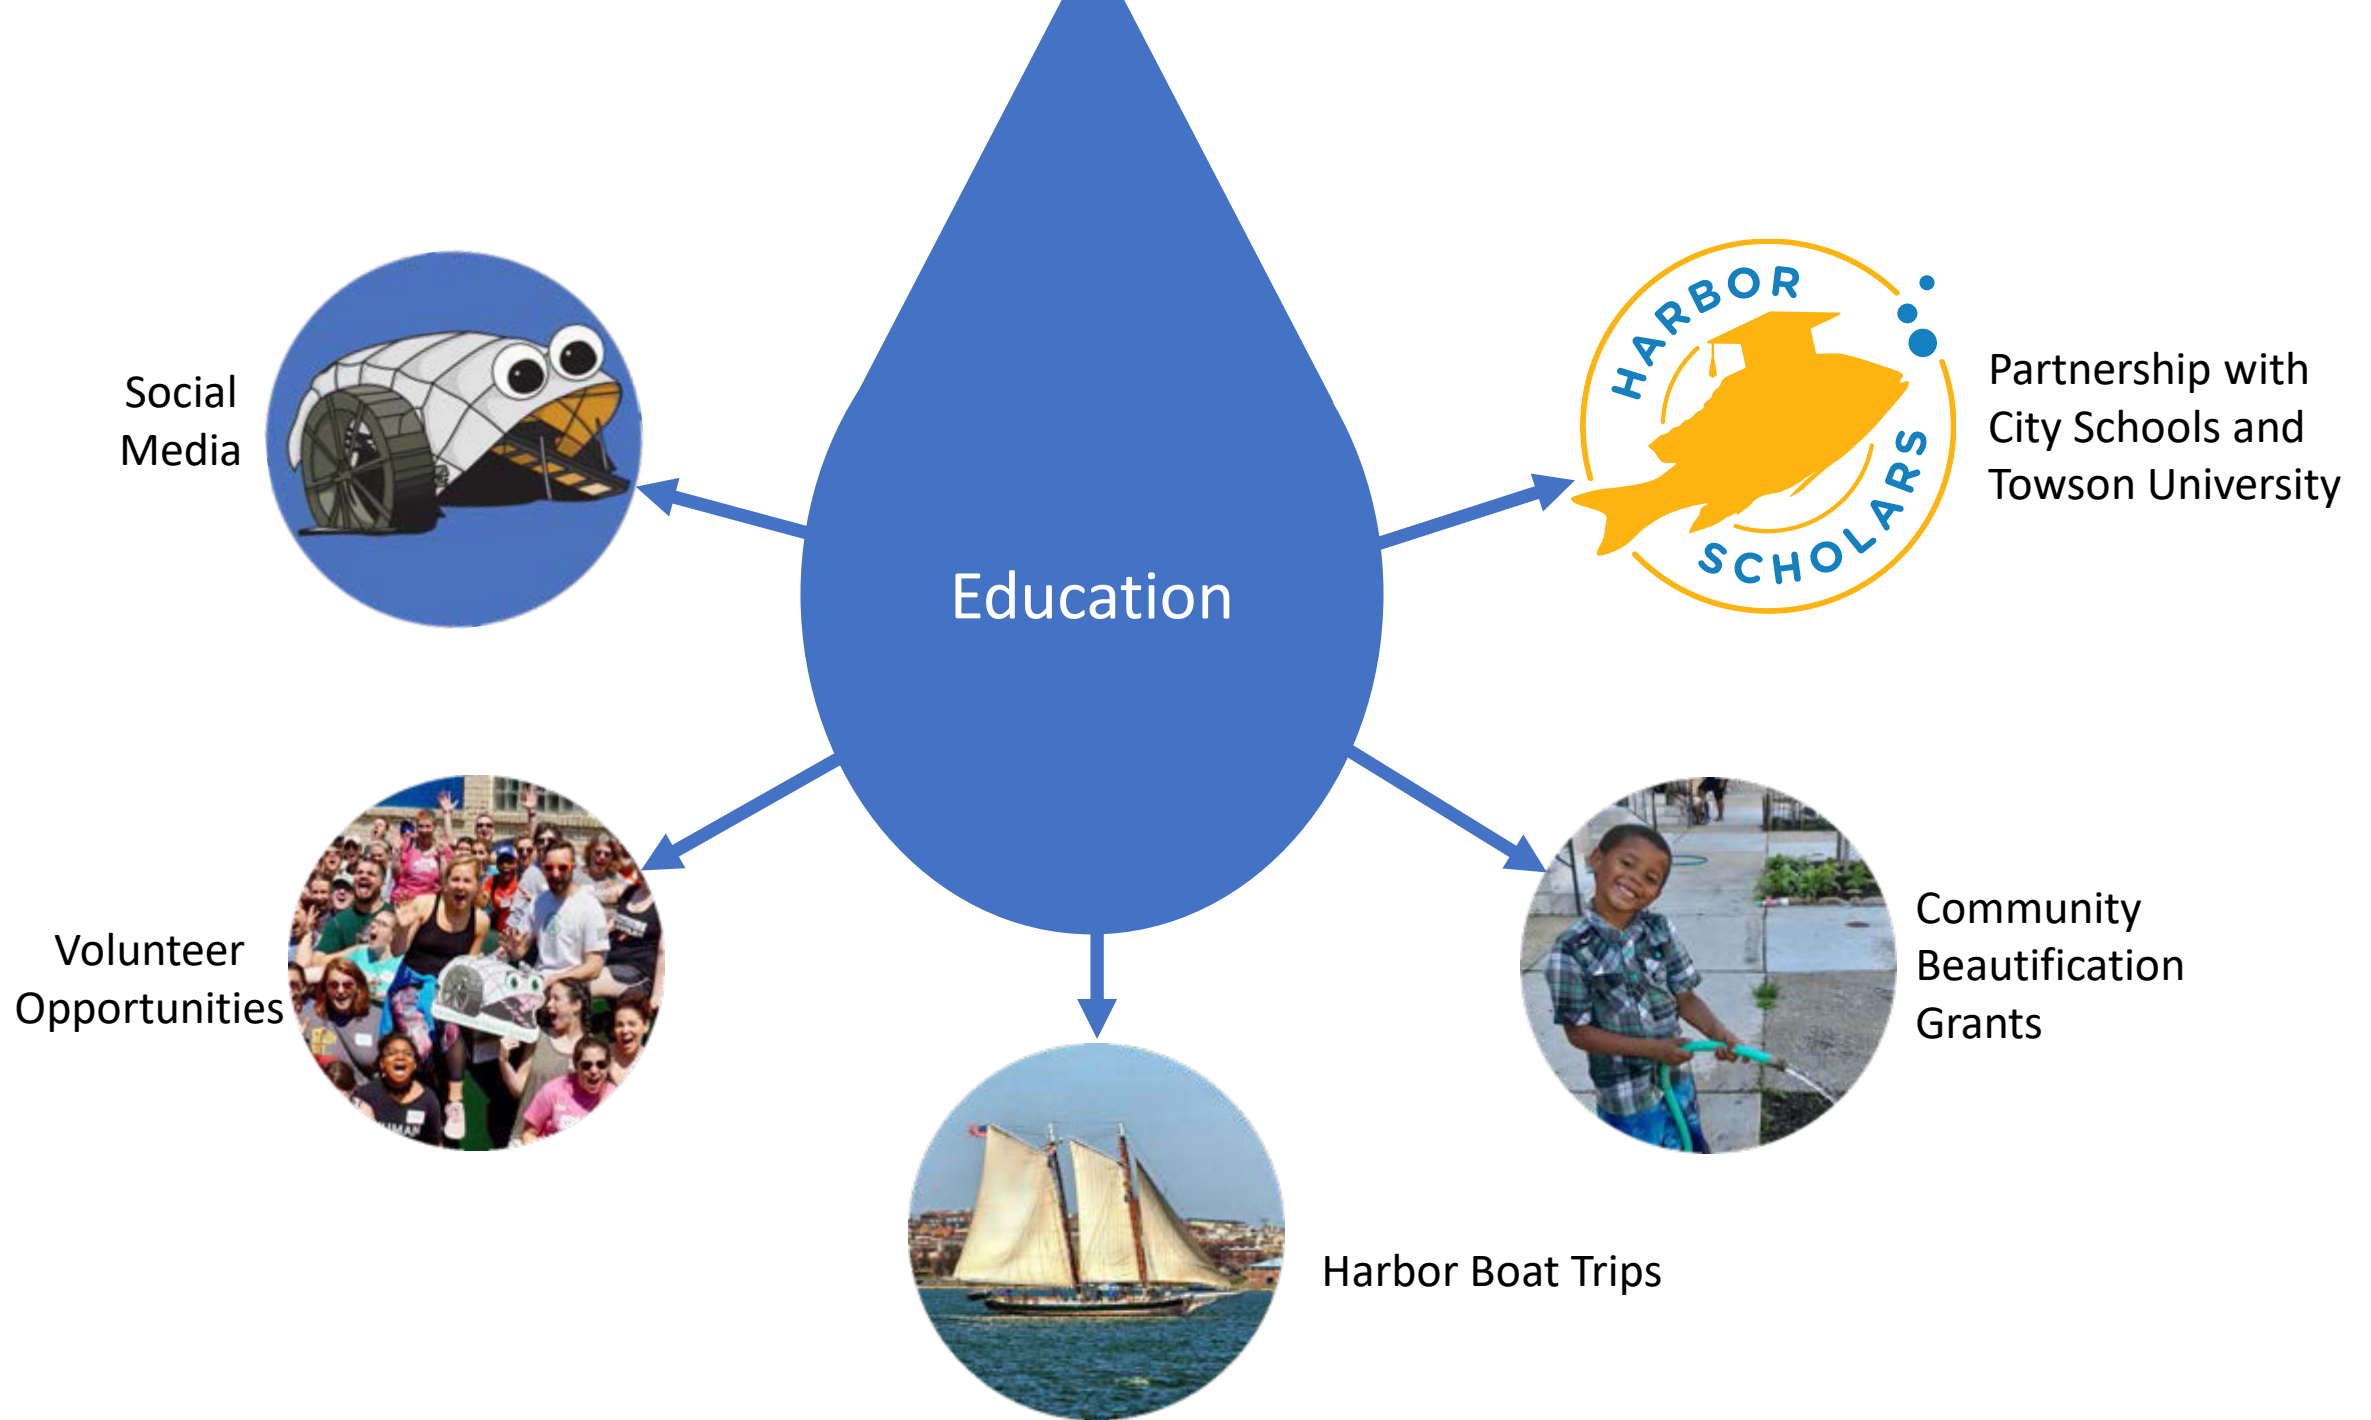 Education
Social
Media
HARBOR
SCHOLARS
Partnership with
City Schools and
Towson University
Volunteer
Opportunities
Community
Beautification
Grants
Harbor Boat Trips